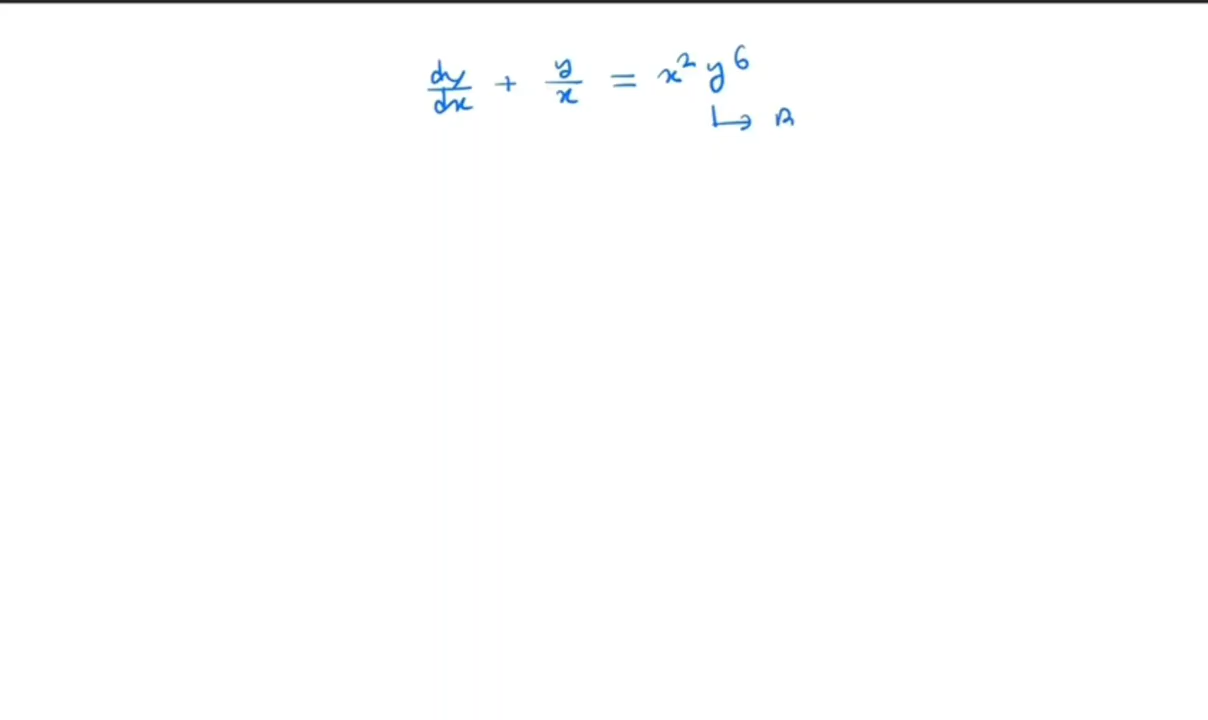 dy/dx + y/x = x² y⁶
↳